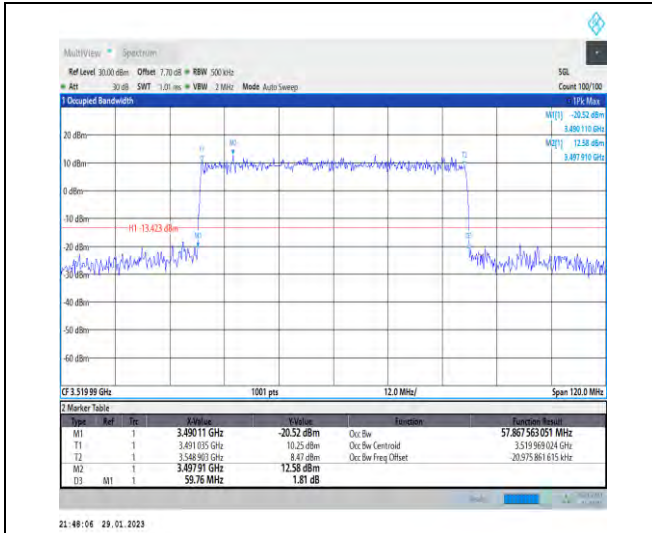 MultiView Spectrum
Ref Level 30.00 dBm Offset 7.70 dB RBW 500 kHz SGL
Att 30 dB SWT 1.01 ms VBW 2 MHz Mode Auto Sweep Count 100/100
1 Occupied Bandwidth 1Pk Max
M1[1] -20.52 dBm
3.490 110 GHz
20 dBm
M2[1] 12.58 dBm
3.497 910 GHz
T1 M2 T2
10 dBm
0 dBm
-10 dBm
H1 -13.423 dBm
M1 D3
-20 dBm
-30 dBm
-40 dBm
-50 dBm
-60 dBm
CF 3.519 99 GHz 1001 pts 12.0 MHz/ Span 120.0 MHz
2 Marker Table
Type Ref Trc X-Value Y-Value Function Function Result
M1 1 3.49011 GHz -20.52 dBm Occ Bw 57.867 563 051 MHz
T1 1 3.491 035 GHz 10.25 dBm Occ Bw Centroid 3.519 969 024 GHz
T2 1 3.548 903 GHz 8.47 dBm Occ Bw Freq Offset -20.975 861 615 kHz
M2 1 3.497 91 GHz 12.58 dBm
D3 M1 1 59.76 MHz 1.81 dB
21:48:06 29.01.2023